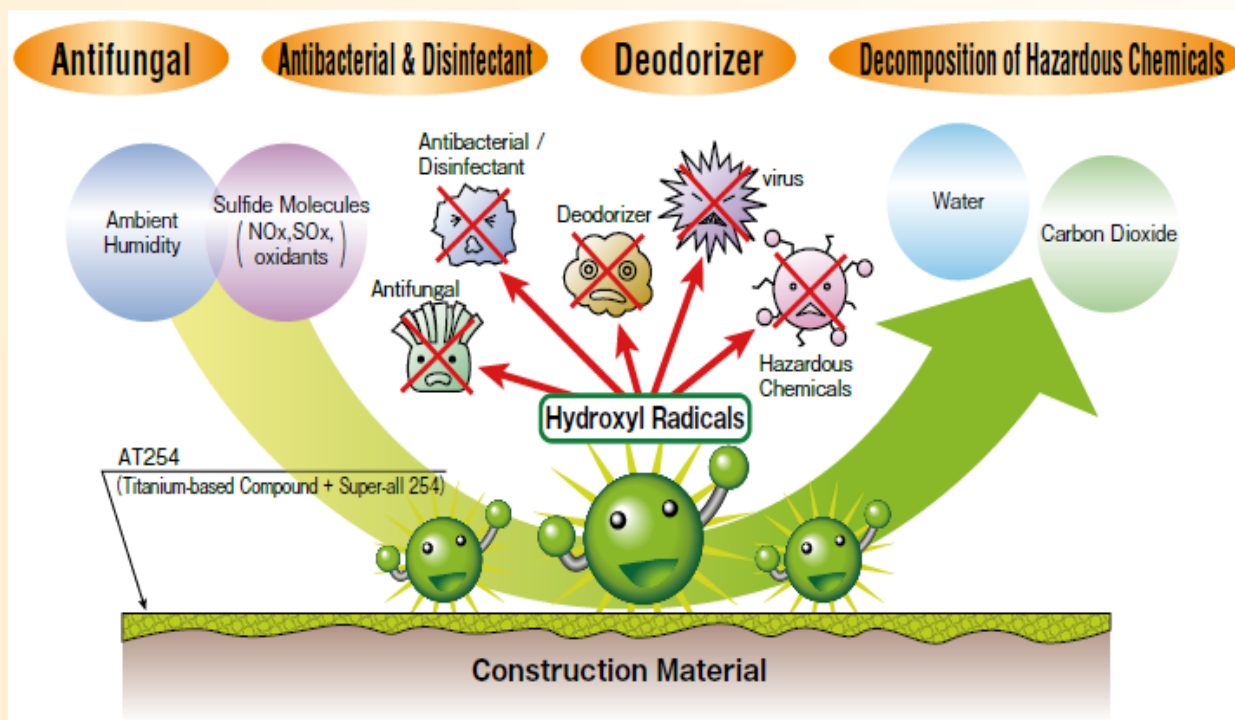 Antifungal
Antibacterial & Disinfectant
Deodorizer
Decomposition of Hazardous Chemicals
Ambient
Humidity
Sulfide Molecules
( NOx,SOx, )
oxidants
Antibacterial /
Disinfectant
Antifungal
Deodorizer
virus
Hazardous
Chemicals
Water
Carbon Dioxide
Hydroxyl Radicals
AT254
(Titanium-based Compound + Super-all 254)
Construction Material